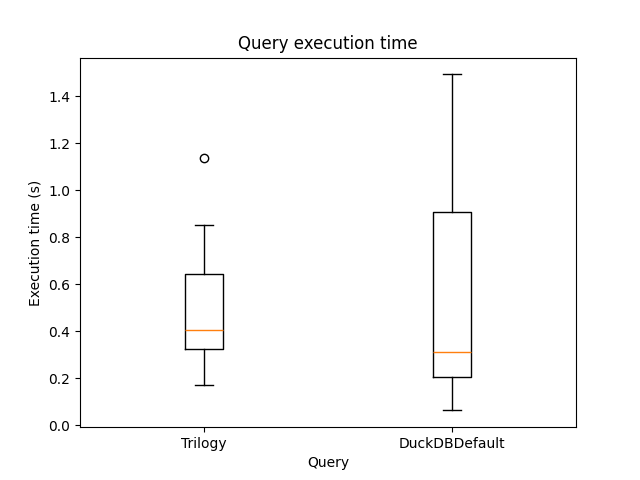 Query execution time
Execution time (s)
1.4
1.2
1.0
0.8
0.6
0.4
0.2
0.0
Trilogy
DuckDBDefault
Query